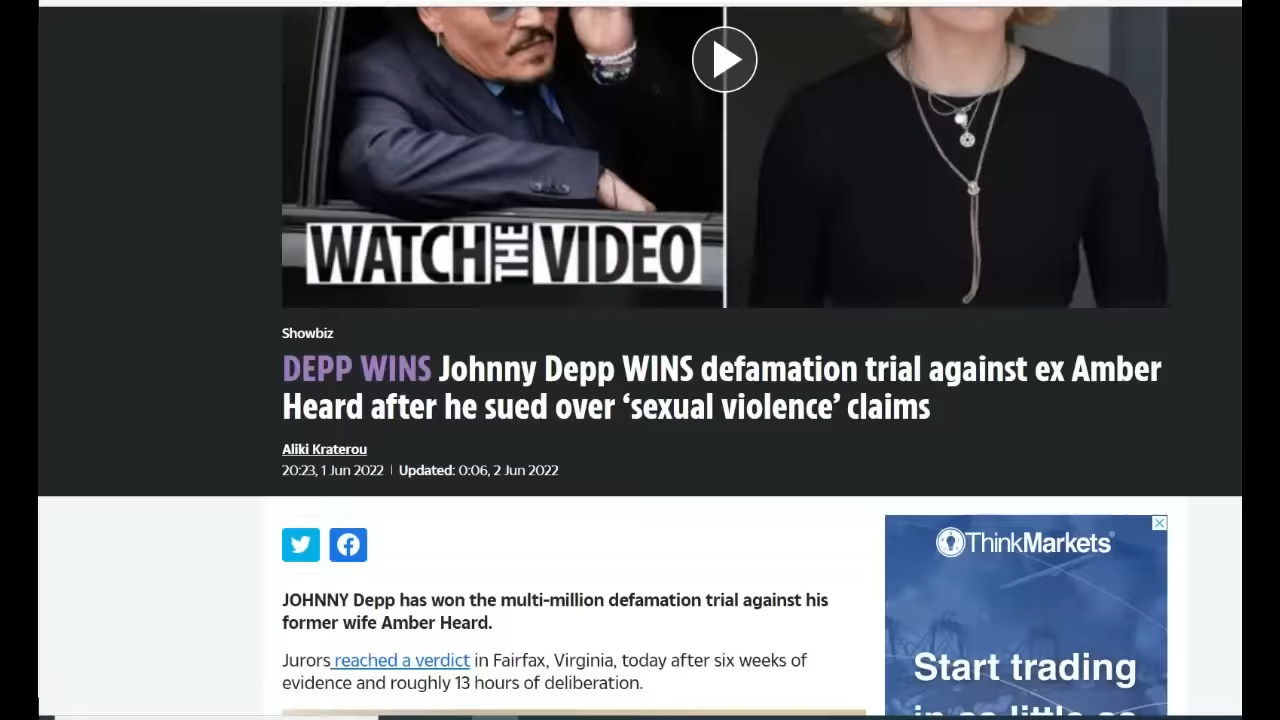 WATCH THE VIDEO
Showbiz
DEPP WINS Johnny Depp WINS defamation trial against ex Amber
Heard after he sued over ‘sexual violence’ claims
Aliki Kraterou
20:23, 1 Jun 2022 | Updated: 0:06, 2 Jun 2022
ThinkMarkets
JOHNNY Depp has won the multi-million defamation trial against his
former wife Amber Heard.
Jurors reached a verdict in Fairfax, Virginia, today after six weeks of
evidence and roughly 13 hours of deliberation.
Start trading